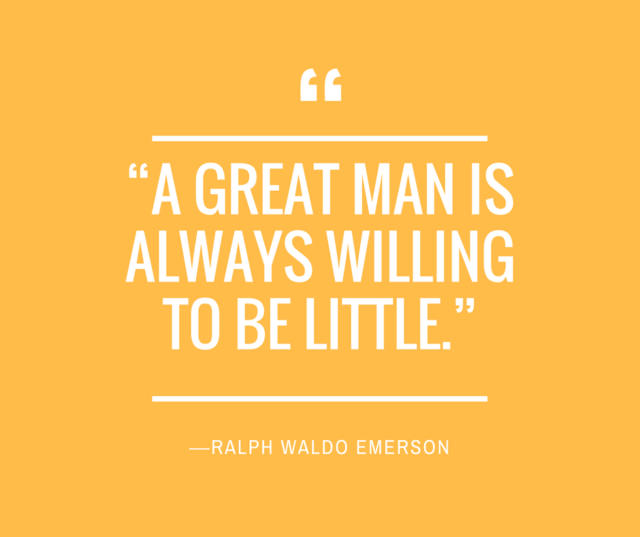 “
“A GREAT MAN IS
ALWAYS WILLING
TO BE LITTLE.”
—RALPH WALDO EMERSON